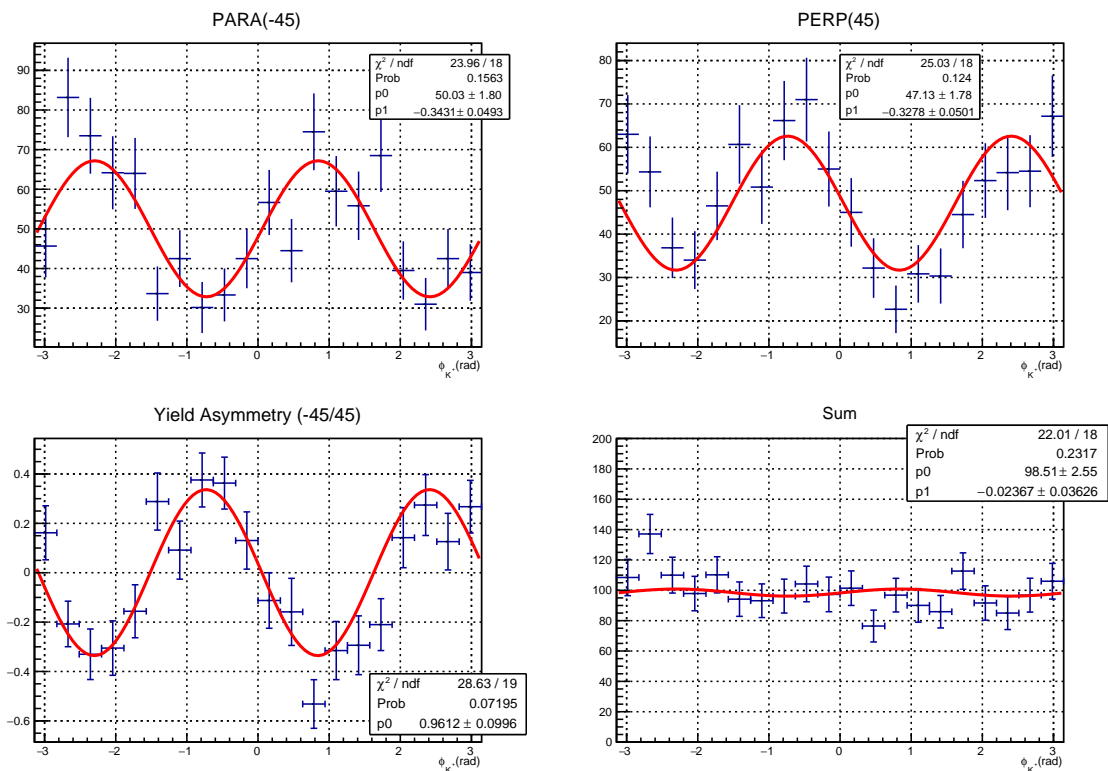 PARA(-45)
χ² / ndf 23.96 / 18
Prob 0.1563
p0 50.03 ± 1.80
p1 −0.3431± 0.0493
90
80
70
60
50
40
30
−3 −2 −1 0 1 2 3
ϕK⁺(rad)
PERP(45)
χ² / ndf 25.03 / 18
Prob 0.124
p0 47.13 ± 1.78
p1 −0.3278 ± 0.0501
80
70
60
50
40
30
20
−3 −2 −1 0 1 2 3
ϕK⁺(rad)
Yield Asymmetry (-45/45)
0.4
0.2
0
−0.2
−0.4
−0.6
χ² / ndf 28.63 / 19
Prob 0.07195
p0 0.9612 ± 0.0996
−3 −2 −1 0 1 2 3
ϕK⁺(rad)
Sum
χ² / ndf 22.01 / 18
Prob 0.2317
p0 98.51 ± 2.55
p1 −0.02367 ± 0.03626
200
180
160
140
120
100
80
60
40
20
0
−3 −2 −1 0 1 2 3
ϕK⁺(rad)